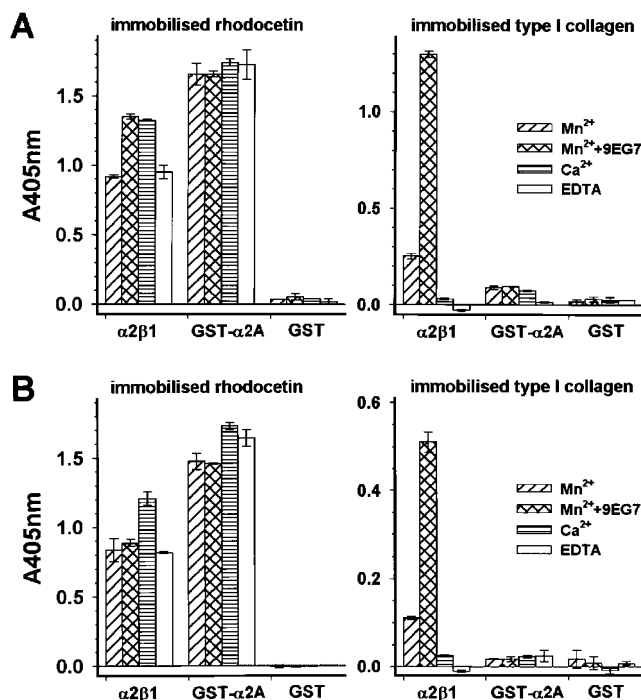 A
immobilised rhodocetin
immobilised type I collagen
A405nm
1.5
1.0
0.5
0.0
α2β1 GST-α2A GST
1.0
0.5
0.0
Mn2+
Mn2++9EG7
Ca2+
EDTA
α2β1 GST-α2A GST
B
immobilised rhodocetin
immobilised type I collagen
A405nm
1.5
1.0
0.5
0.0
α2β1 GST-α2A GST
0.6
0.4
0.2
0.0
Mn2+
Mn2++9EG7
Ca2+
EDTA
α2β1 GST-α2A GST